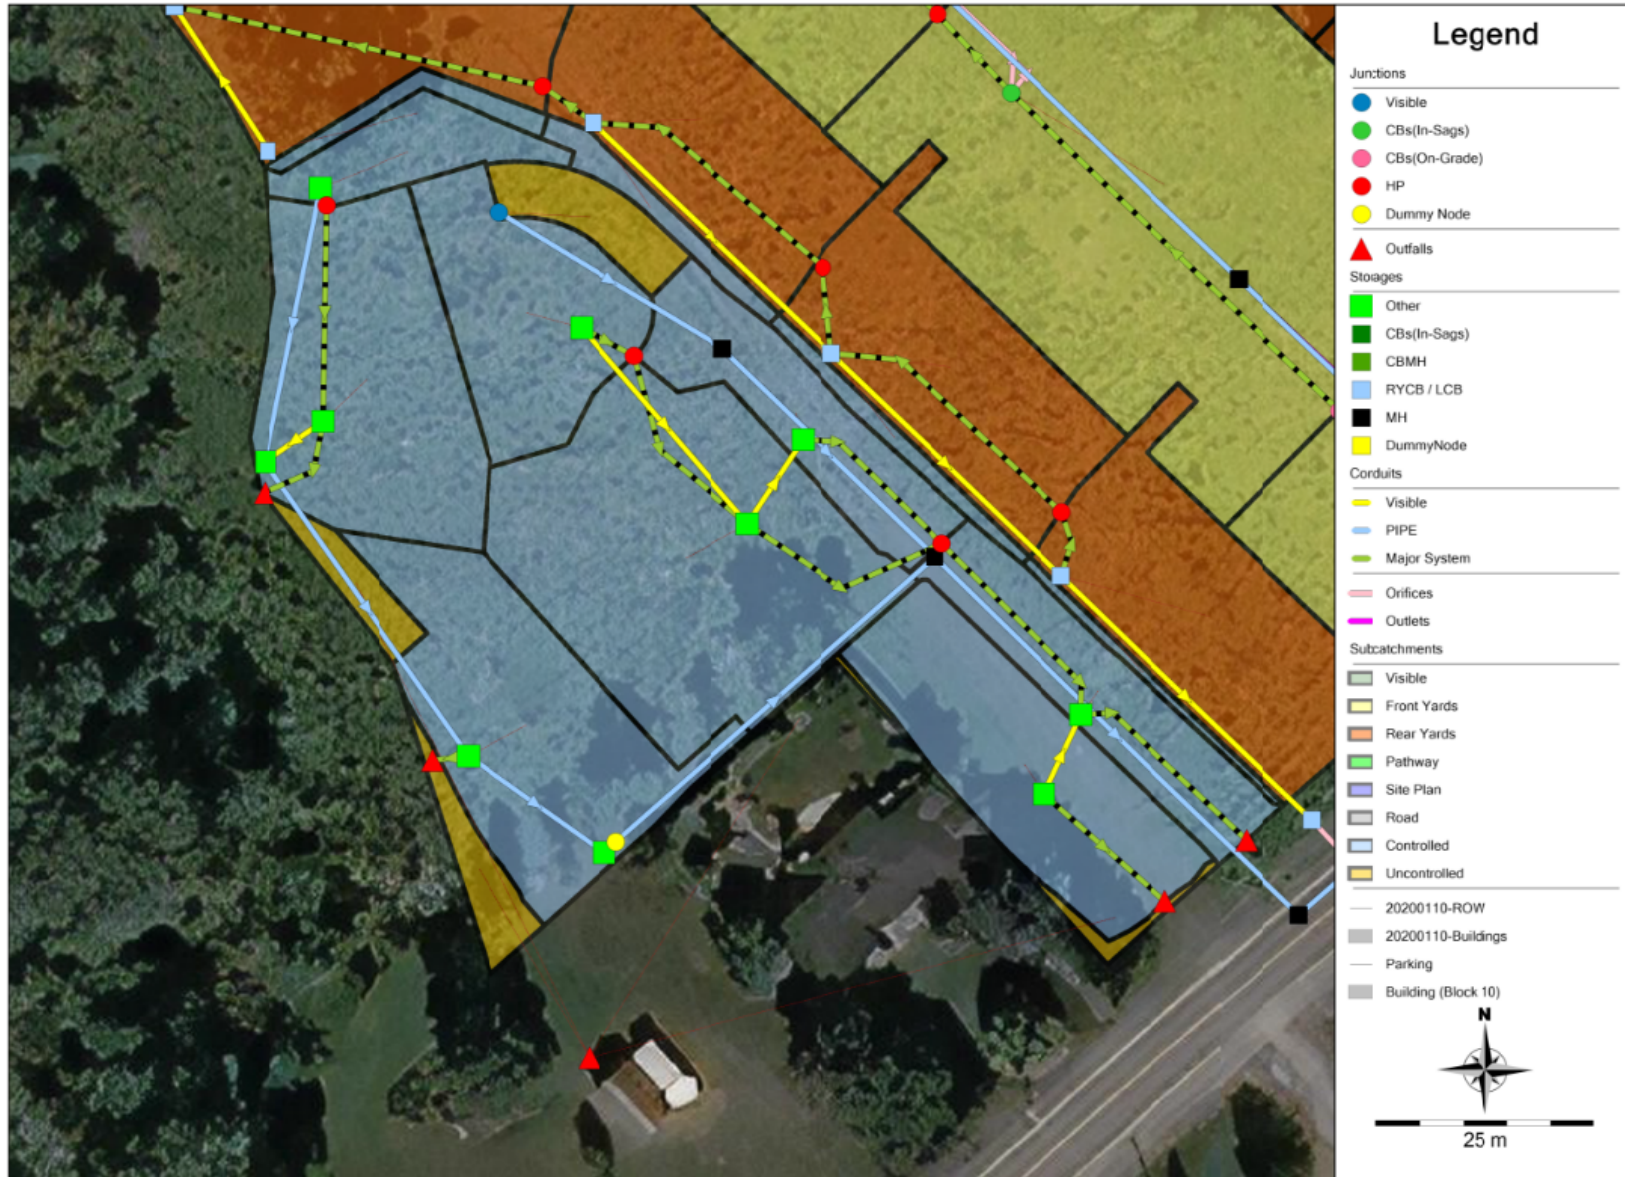 Legend
Junctions
Visible
CBs(In-Sags)
CBs(On-Grade)
HP
Dummy Node
Outfalls
Storages
Other
CBs(In-Sags)
CBMH
RYCB / LCB
MH
DummyNode
Conduits
Visible
PIPE
Major System
Orifices
Outlets
Subcatchments
Visible
Front Yards
Rear Yards
Pathway
Site Plan
Road
Controlled
Uncontrolled
20200110-ROW
20200110-Buildings
Parking
Building (Block 10)
N
25 m